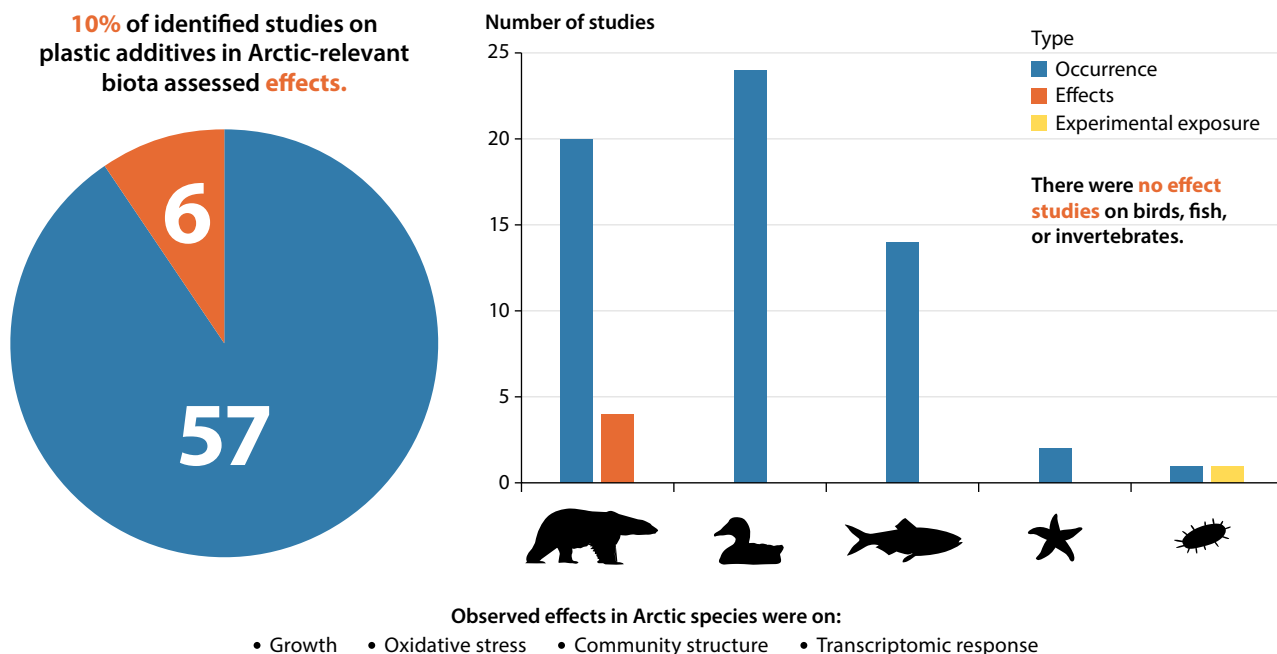 10% of identified studies on
plastic additives in Arctic-relevant
biota assessed effects.
6
57
Number of studies
25
20
15
10
5
0
Type
Occurrence
Effects
Experimental exposure
There were no effect
studies on birds, fish,
or invertebrates.
Observed effects in Arctic species were on:
• Growth • Oxidative stress • Community structure • Transcriptomic response